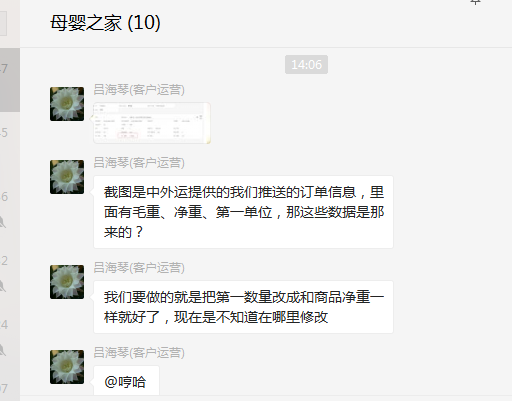 母婴之家 (10)
14:06
吕海琴(客户运营)
吕海琴(客户运营)
截图是中外运提供的我们推送的订单信息，里
面有毛重、净重、第一单位，那这些数据是那
来的？
吕海琴(客户运营)
我们要做的就是把第一数量改成和商品净重一
样就好了，现在是不知道在哪里修改
吕海琴(客户运营)
@哼哈